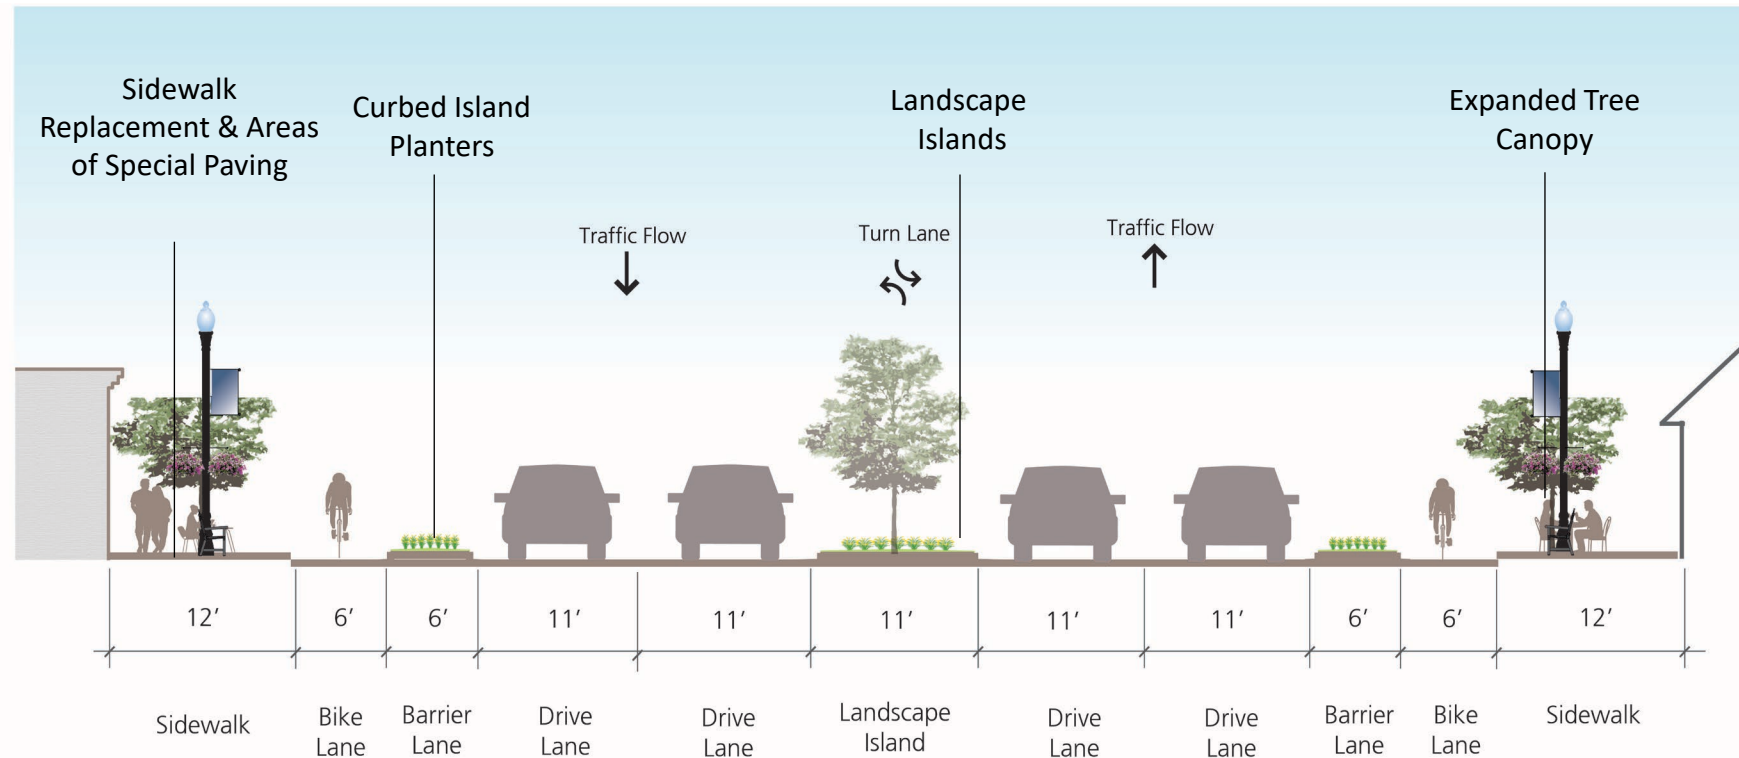 Sidewalk
Replacement & Areas
of Special Paving
Curbed Island
Planters
Landscape
Islands
Expanded Tree
Canopy
Traffic Flow
Turn Lane
Traffic Flow
12′
6′
6′
11′
11′
11′
11′
11′
6′
6′
12′
Sidewalk
Bike
Lane
Barrier
Lane
Drive
Lane
Drive
Lane
Landscape
Island
Drive
Lane
Drive
Lane
Barrier
Lane
Bike
Lane
Sidewalk